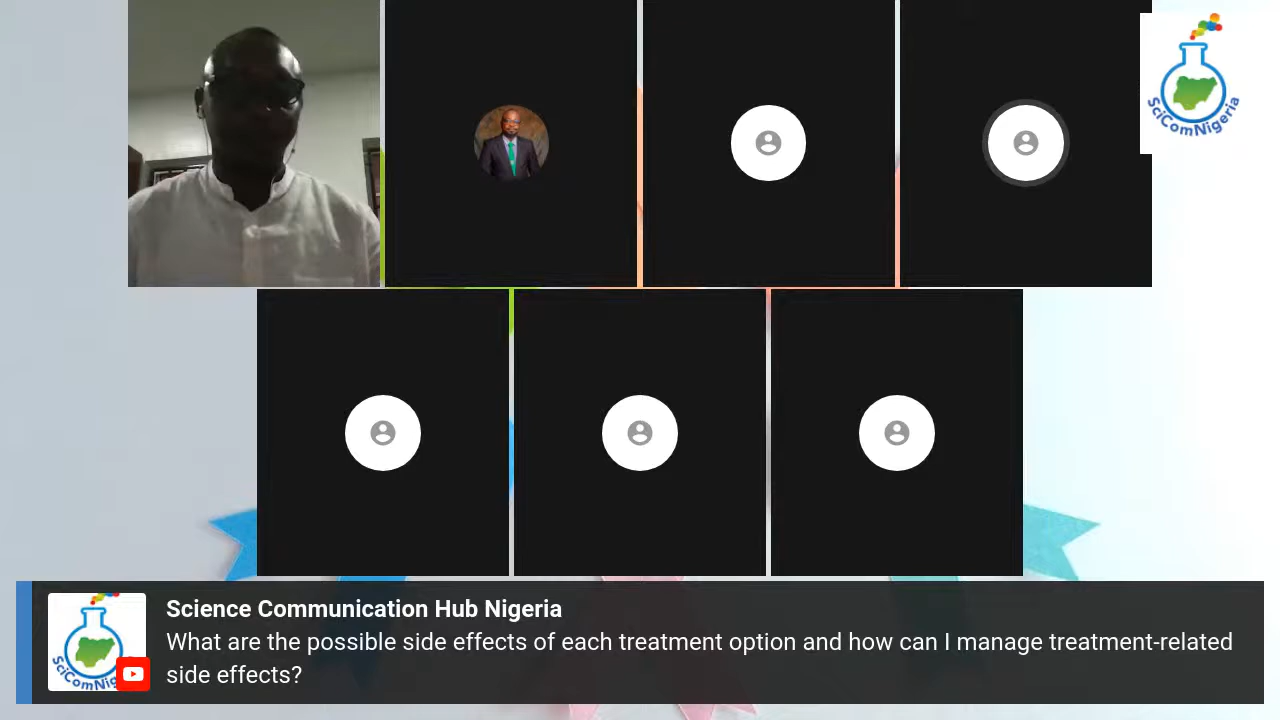 SciComNigeria
Science Communication Hub Nigeria
What are the possible side effects of each treatment option and how can I manage treatment-related
side effects?
SciComNig